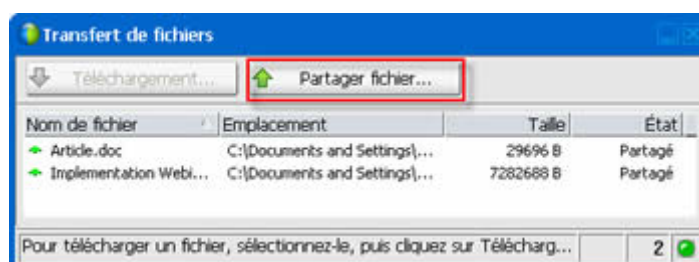 Transfert de fichiers
Téléchargement... Partager fichier...
Nom de fichier Emplacement Taille État
Article.doc C:\Documents and Settings\... 29696 B Partagé
Implementation Webi... C:\Documents and Settings\... 7282688 B Partagé
Pour télécharger un fichier, sélectionnez-le, puis cliquez sur Télécharg... 2